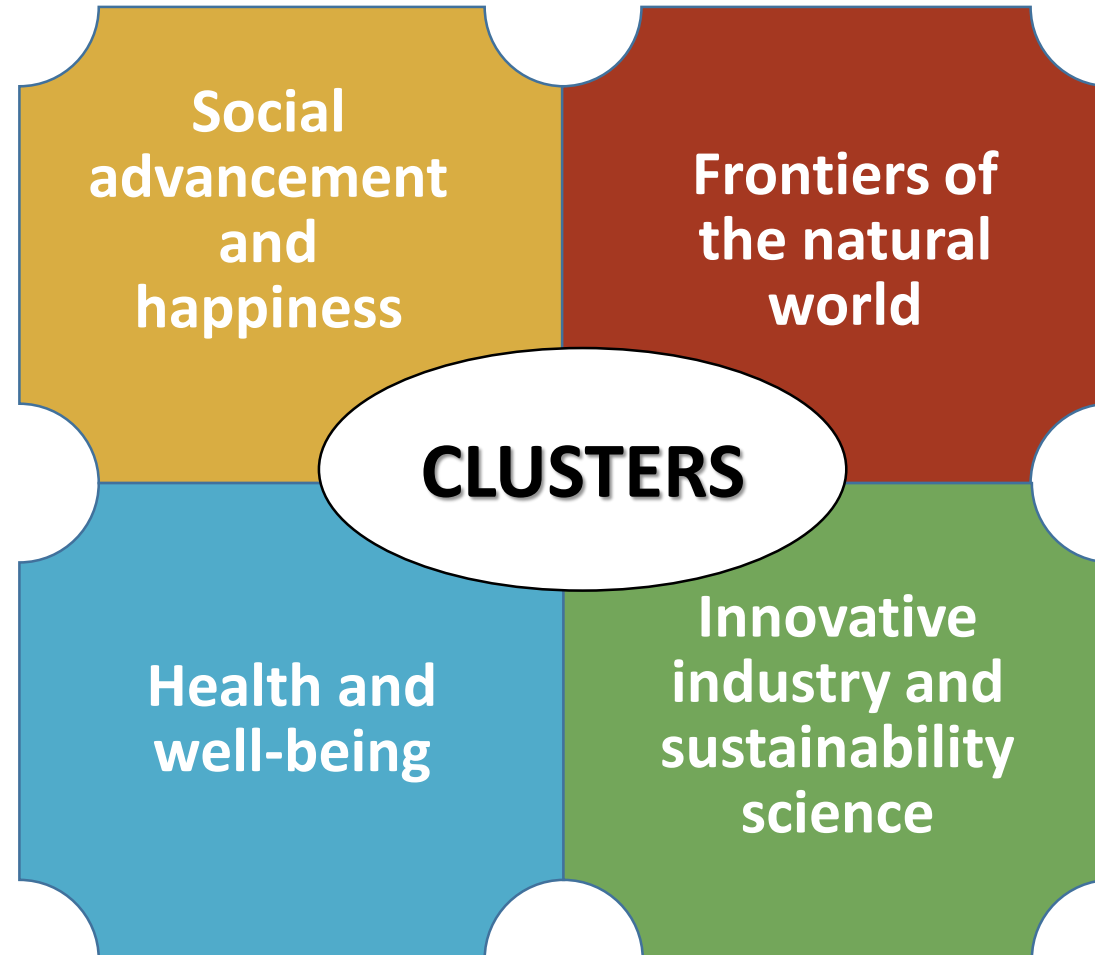 Social
advancement
and
happiness
Frontiers of
the natural
world
CLUSTERS
Health and
well-being
Innovative
industry and
sustainability
science